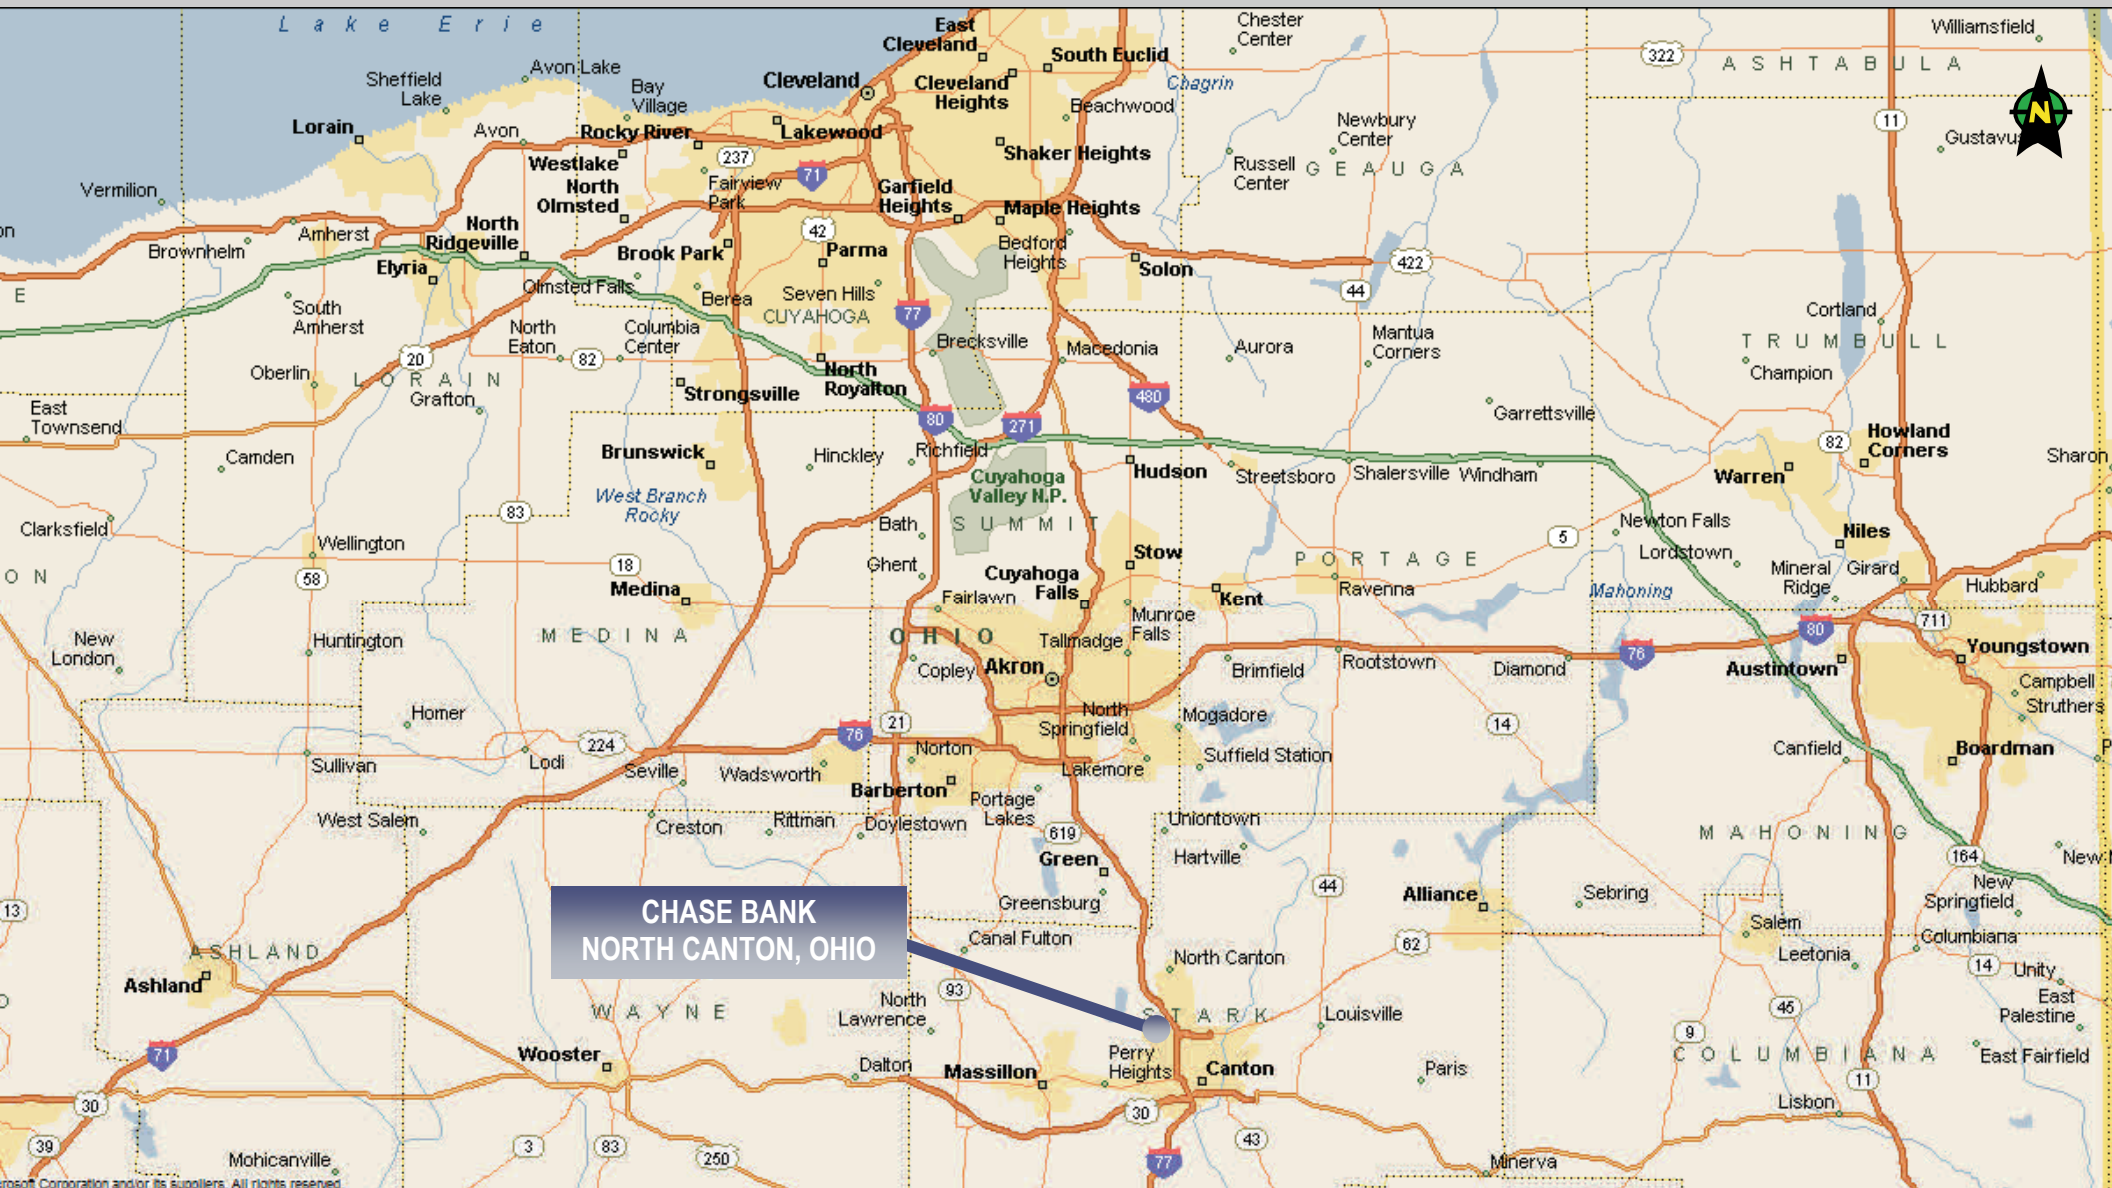 Lake Erie
East
Cleveland
South Euclid
Chester
Center
Williamsfield
322
ASHTABULA
Sheffield
Lake
Avon Lake
Bay
Village
Cleveland
Cleveland
Heights
Chagrin
Beachwood
N
Lorain
Avon
Rocky River
Lakewood
Newbury
Center
11
Gustavus
Westlake
237
71
Shaker Heights
Russell
Center
GEAUGA
Vermilion
North
Olmsted
Fairview
Park
Garfield
Heights
Maple Heights
on
Brownhelm
Amherst
North
Ridgeville
Brook Park
42
Parma
Bedford
Heights
Solon
422
Elyria
E
Olmsted Falls
Berea
Seven Hills
CUYAHOGA
77
44
South
Amherst
North
Eaton
Columbia
Center
Brecksville
Macedonia
Aurora
Mantua
Corners
Cortland
TRUMBULL
20
82
Oberlin
LORAIN
Grafton
North
Royalton
Strongsville
480
Champion
East
Townsend
80
271
Garrettsville
82
Howland
Corners
Camden
Brunswick
Hinckley
Richfield
Cuyahoga
Valley N.P.
Hudson
Streetsboro
Shalersville
Windham
Warren
Sharon
West Branch
Rocky
Clarksfield
83
Bath
SUMMIT
Newton Falls
5
Niles
Wellington
Ghent
Stow
PORTAGE
Lordstown
ON
58
18
Medina
Cuyahoga
Falls
Fairlawn
Kent
Ravenna
Mahoning
Mineral
Ridge
Girard
Hubbard
Munroe
Falls
New
London
Huntington
MEDINA
OHIO
Tallmadge
80
711
Youngstown
Copley
Akron
Brimfield
Rootstown
Diamond
76
Austintown
Campbell
Struthers
Homer
21
North
Springfield
Mogadore
14
Sullivan
224
Lodi
Seville
76
Norton
Wadsworth
Lakemore
Suffield Station
Canfield
Boardman
P
Barberton
Portage
Lakes
West Salem
Creston
Rittman
Doylestown
619
Uniontown
MAHONING
Green
Hartville
164
New
13
Greensburg
44
Alliance
Sebring
New
Springfield
CHASE BANK
NORTH CANTON, OHIO
Salem
ASHLAND
Canal Fulton
62
Columbiana
Ashland
North Canton
Leetonia
14
Unity
93
WAYNE
North
Lawrence
STARK
Louisville
45
East
Palestine
9
71
Wooster
Dalton
Massillon
Perry
Heights
Canton
Paris
COLUMBIANA
East Fairfield
30
30
11
Lisbon
39
3
83
250
43
Mohicanville
77
Minerva
Corporation and/or its suppliers. All rights reserved.